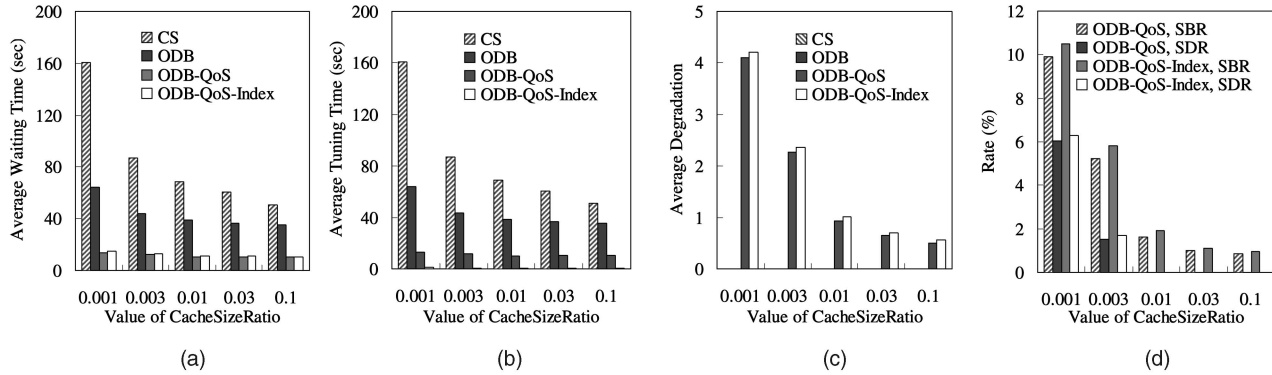 200
160
120
80
40
0
Average Waiting Time (sec)
CS
ODB
ODB-QoS
ODB-QoS-Index
0.001 0.003 0.01 0.03 0.1
Value of CacheSizeRatio
(a)
200
160
120
80
40
0
Average Tuning Time (sec)
CS
ODB
ODB-QoS
ODB-QoS-Index
0.001 0.003 0.01 0.03 0.1
Value of CacheSizeRatio
(b)
5
4
3
2
1
0
Average Degradation
CS
ODB
ODB-QoS
ODB-QoS-Index
0.001 0.003 0.01 0.03 0.1
Value of CacheSizeRatio
(c)
12
10
8
6
4
2
0
Rate (%)
ODB-QoS, SBR
ODB-QoS, SDR
ODB-QoS-Index, SBR
ODB-QoS-Index, SDR
0.001 0.003 0.01 0.03 0.1
Value of CacheSizeRatio
(d)